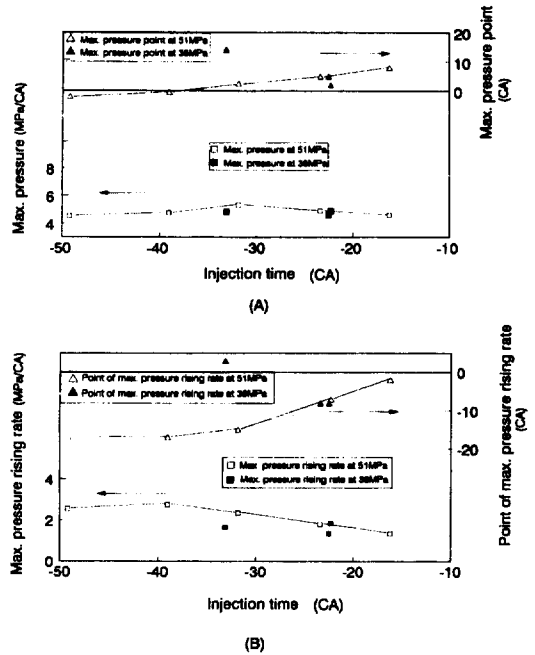 Max. pressure point at 51MPa
Max. pressure point at 38MPa
20
10
0
Max. pressure point
(CA)
Max. pressure at 51MPa
Max. pressure at 38MPa
Max. pressure (MPa/CA)
8
6
4
-50 -40 -30 -20 -10
Injection time (CA)
(A)
Point of max. pressure rising rate at 51MPa
Point of max. pressure rising rate at 38MPa
0
-10
-20
Point of max. pressure rising rate
(CA)
Max. pressure rising rate at 51MPa
Max. pressure rising rate at 38MPa
Max. pressure rising rate (MPa/CA)
4
2
0
-50 -40 -30 -20 -10
Injection time (CA)
(B)